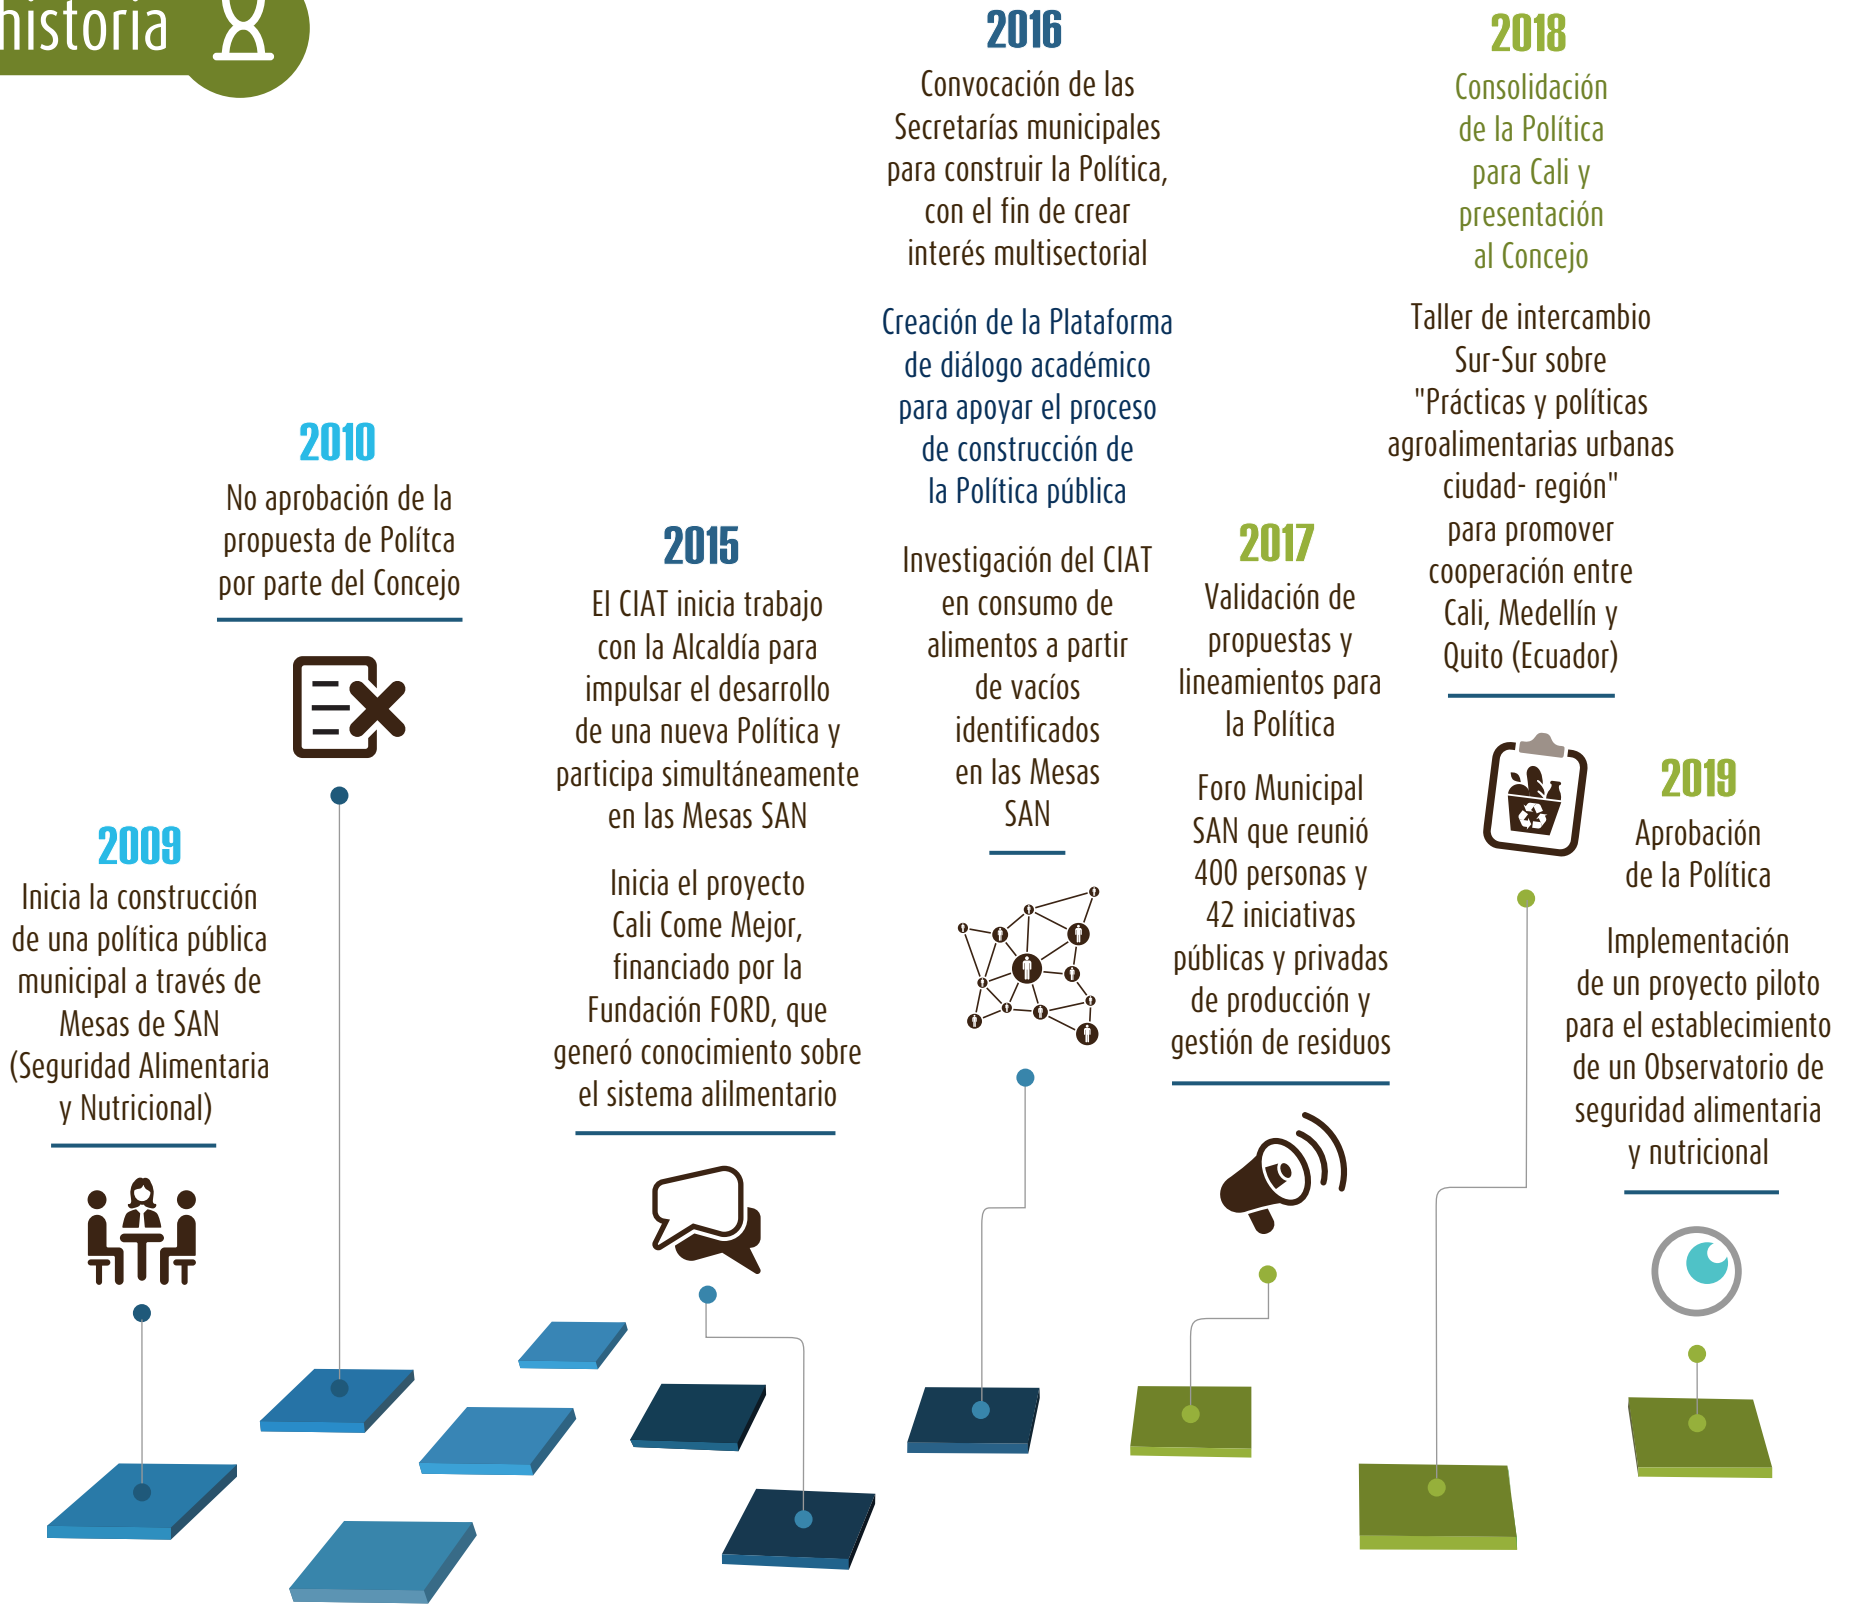 historia
2009
Inicia la construcción
de una política pública
municipal a través de
Mesas de SAN
(Seguridad Alimentaria
y Nutricional)
2010
No aprobación de la
propuesta de Polítca
por parte del Concejo
2015
El CIAT inicia trabajo
con la Alcaldía para
impulsar el desarrollo
de una nueva Política y
participa simultáneamente
en las Mesas SAN
Inicia el proyecto
Cali Come Mejor,
financiado por la
Fundación FORD, que
generó conocimiento sobre
el sistema alilmentario
2016
Convocación de las
Secretarías municipales
para construir la Política,
con el fin de crear
interés multisectorial
Creación de la Plataforma
de diálogo académico
para apoyar el proceso
de construcción de
la Política pública
Investigación del CIAT
en consumo de
alimentos a partir
de vacíos
identificados
en las Mesas
SAN
2017
Validación de
propuestas y
lineamientos para
la Política
Foro Municipal
SAN que reunió
400 personas y
42 iniciativas
públicas y privadas
de producción y
gestión de residuos
2018
Consolidación
de la Política
para Cali y
presentación
al Concejo
Taller de intercambio
Sur-Sur sobre
"Prácticas y políticas
agroalimentarias urbanas
ciudad- región"
para promover
cooperación entre
Cali, Medellín y
Quito (Ecuador)
2019
Aprobación
de la Política
Implementación
de un proyecto piloto
para el establecimiento
de un Observatorio de
seguridad alimentaria
y nutricional